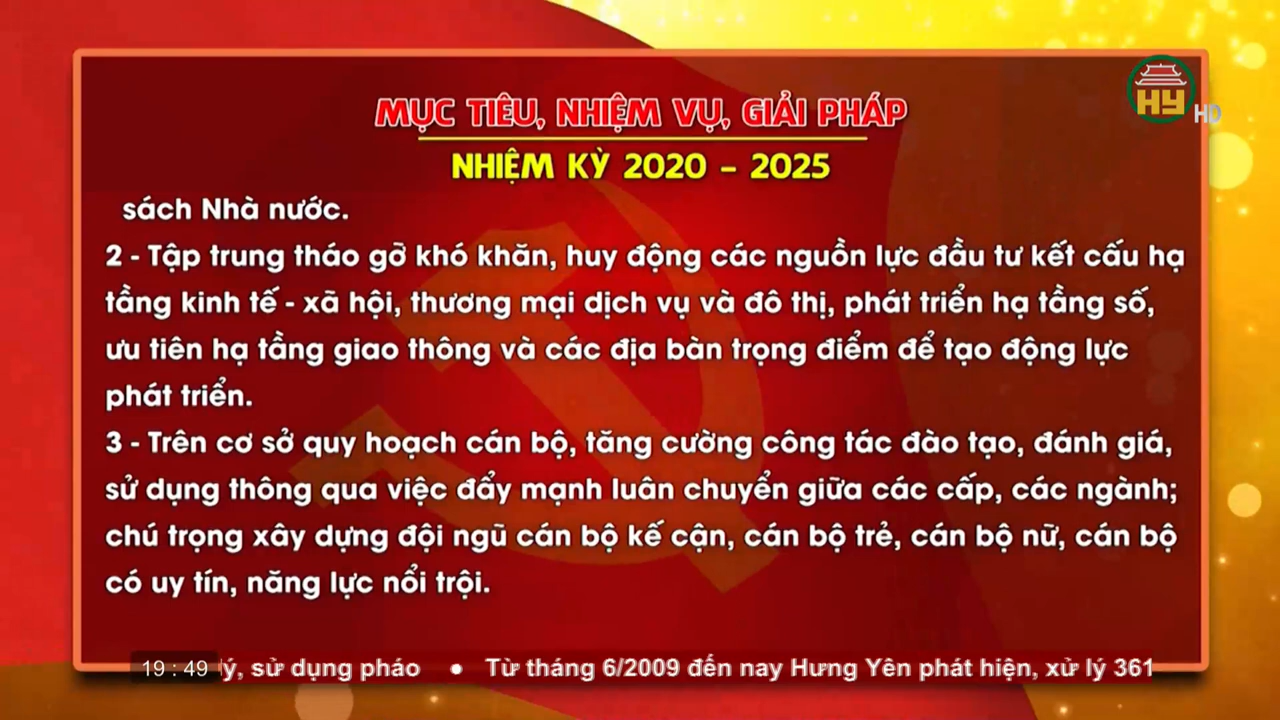 MỤC TIÊU, NHIỆM VỤ, GIẢI PHÁP
HY HD
NHIỆM KỲ 2020 – 2025
sách Nhà nước.
2 - Tập trung tháo gỡ khó khăn, huy động các nguồn lực đầu tư kết cấu hạ
tầng kinh tế - xã hội, thương mại dịch vụ và đô thị, phát triển hạ tầng số,
ưu tiên hạ tầng giao thông và các địa bàn trọng điểm để tạo động lực
phát triển.
3 - Trên cơ sở quy hoạch cán bộ, tăng cường công tác đào tạo, đánh giá,
sử dụng thông qua việc đẩy mạnh luân chuyển giữa các cấp, các ngành;
chú trọng xây dựng đội ngũ cán bộ kế cận, cán bộ trẻ, cán bộ nữ, cán bộ
có uy tín, năng lực nổi trội.
19 : 49 lý, sử dụng pháo ● Từ tháng 6/2009 đến nay Hưng Yên phát hiện, xử lý 361